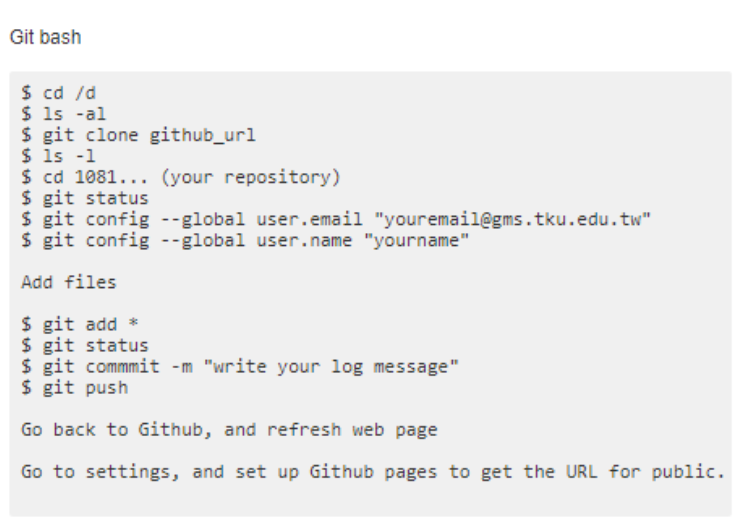 Git bash
$ cd /d
$ ls -al
$ git clone github_url
$ ls -l
$ cd 1081... (your repository)
$ git status
$ git config --global user.email "youremail@gms.tku.edu.tw"
$ git config --global user.name "yourname"
Add files
$ git add *
$ git status
$ git commmit -m "write your log message"
$ git push
Go back to Github, and refresh web page
Go to settings, and set up Github pages to get the URL for public.